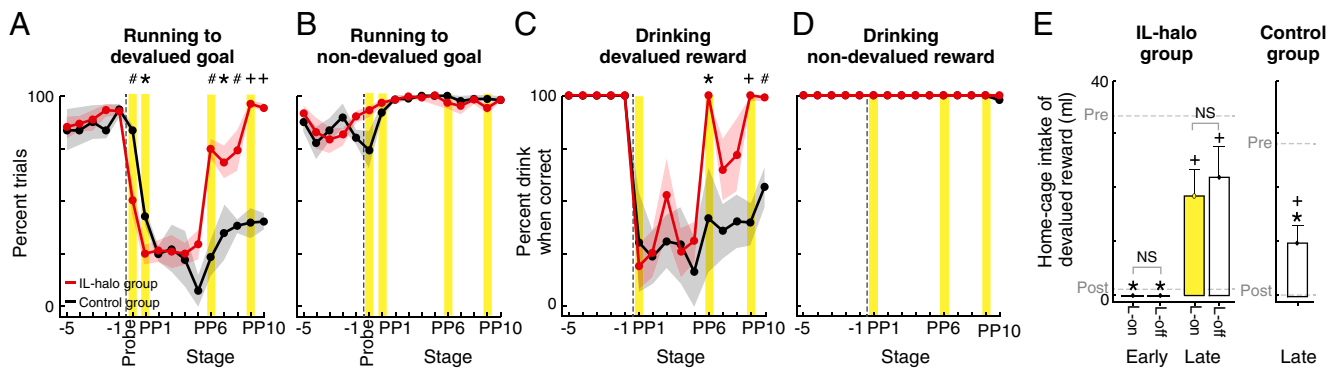 A
Running to
devalued goal
# * # * # + +
100
0
Percent trials
IL-halo group
Control group
-5 -1 Probe PP1 PP6 PP10
B
Running to
non-devalued goal
100
0
-5 -1 Probe PP1 PP6 PP10
Stage
Stage
C
Drinking
devalued reward
* + #
100
0
Percent drink
when correct
-5 -1 PP1 PP6 PP10
Stage
D
Drinking
non-devalued reward
100
0
-5 -1 PP1 PP6 PP10
Stage
E
IL-halo
group
Home-cage intake of
devalued reward (ml)
40
0
Pre
Post
NS
* *
NS
+ +
L-on L-off L-on L-off
Early Late
Control
group
Pre
Post
+
*
Late